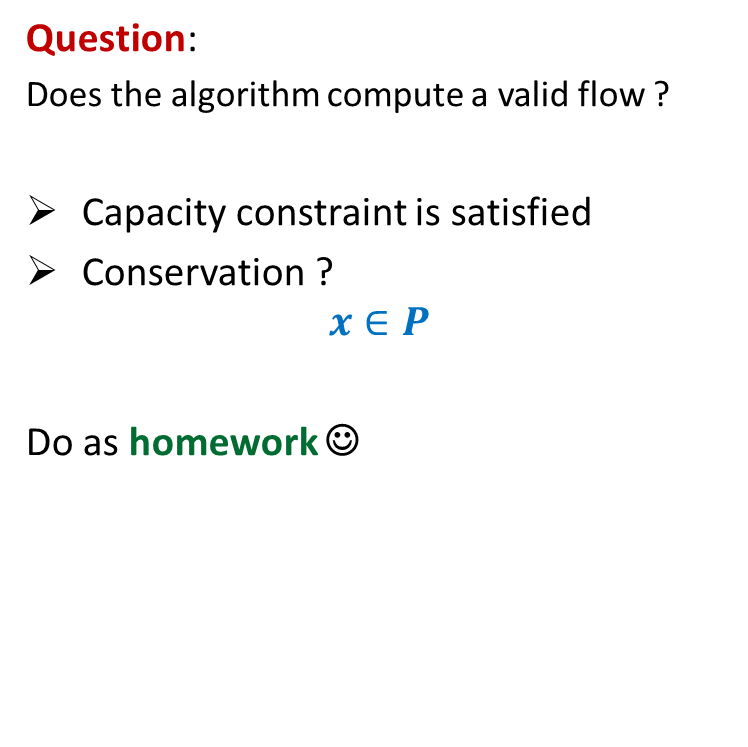 Question:
Does the algorithm compute a valid flow ?
➢ Capacity constraint is satisfied
➢ Conservation ?
𝒙 ∈ 𝑷
Do as homework ☺